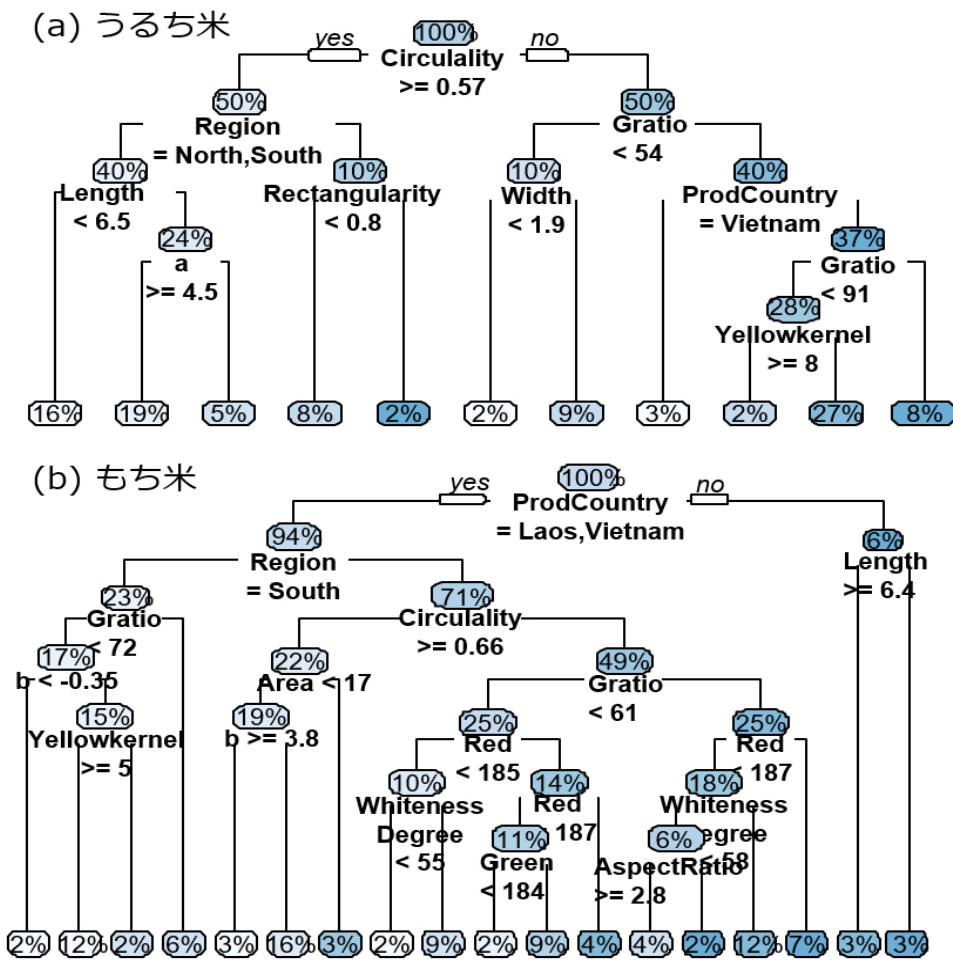 (a) うるち米
yes 100% no
Circulality
>= 0.57
50% 50%
Region Gratio
= North,South < 54
40% 10% 10% 40%
Length Rectangularity Width ProdCountry
< 6.5 < 0.8 < 1.9 = Vietnam
24% 37%
a Gratio
>= 4.5 < 91
28%
Yellowkernel
>= 8
16% 19% 5% 8% 2% 2% 9% 3% 2% 27% 8%
(b) もち米
yes 100% no
ProdCountry
= Laos,Vietnam
94% 6%
Region Length
= South >= 6.4
23% 71%
Gratio Circulality
< 72 >= 0.66
17% 22% 49%
b < -0.35 Area < 17 Gratio
< 61
15% 19% 25% 25%
Yellowkernel b >= 3.8 Red Red
>= 5 < 185 < 187
10% 14% 18%
Whiteness Red Whiteness
Degree 187 Degree
< 55 < 58
11% 6%
Green AspectRatio
< 184 >= 2.8
2% 12% 2% 6% 3% 16% 3% 2% 9% 2% 9% 4% 4% 2% 12% 7% 3% 3%